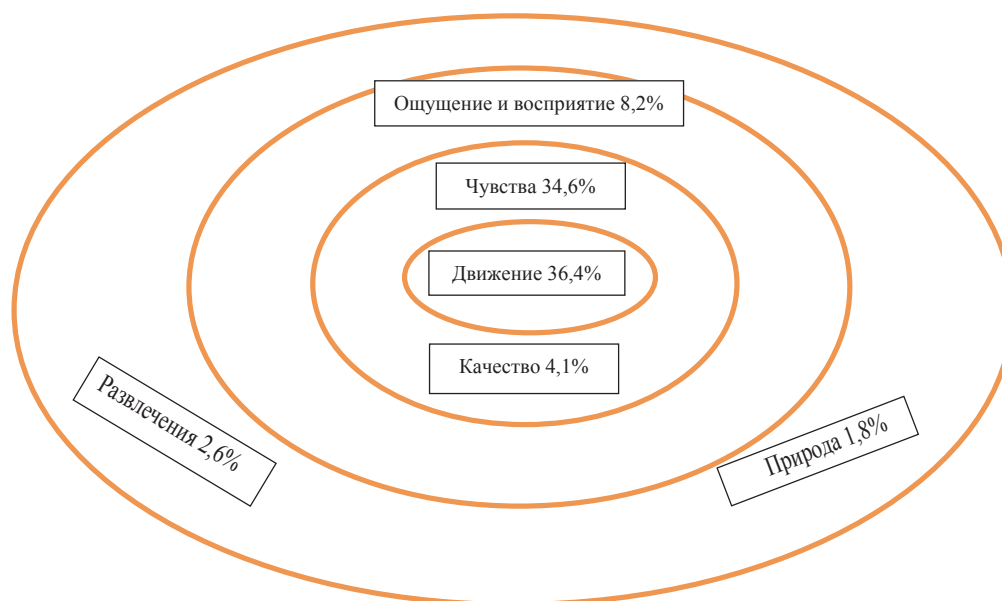 Ощущение и восприятие 8,2%
Чувства 34,6%
Движение 36,4%
Качество 4,1%
Развлечения 2,6%
Природа 1,8%